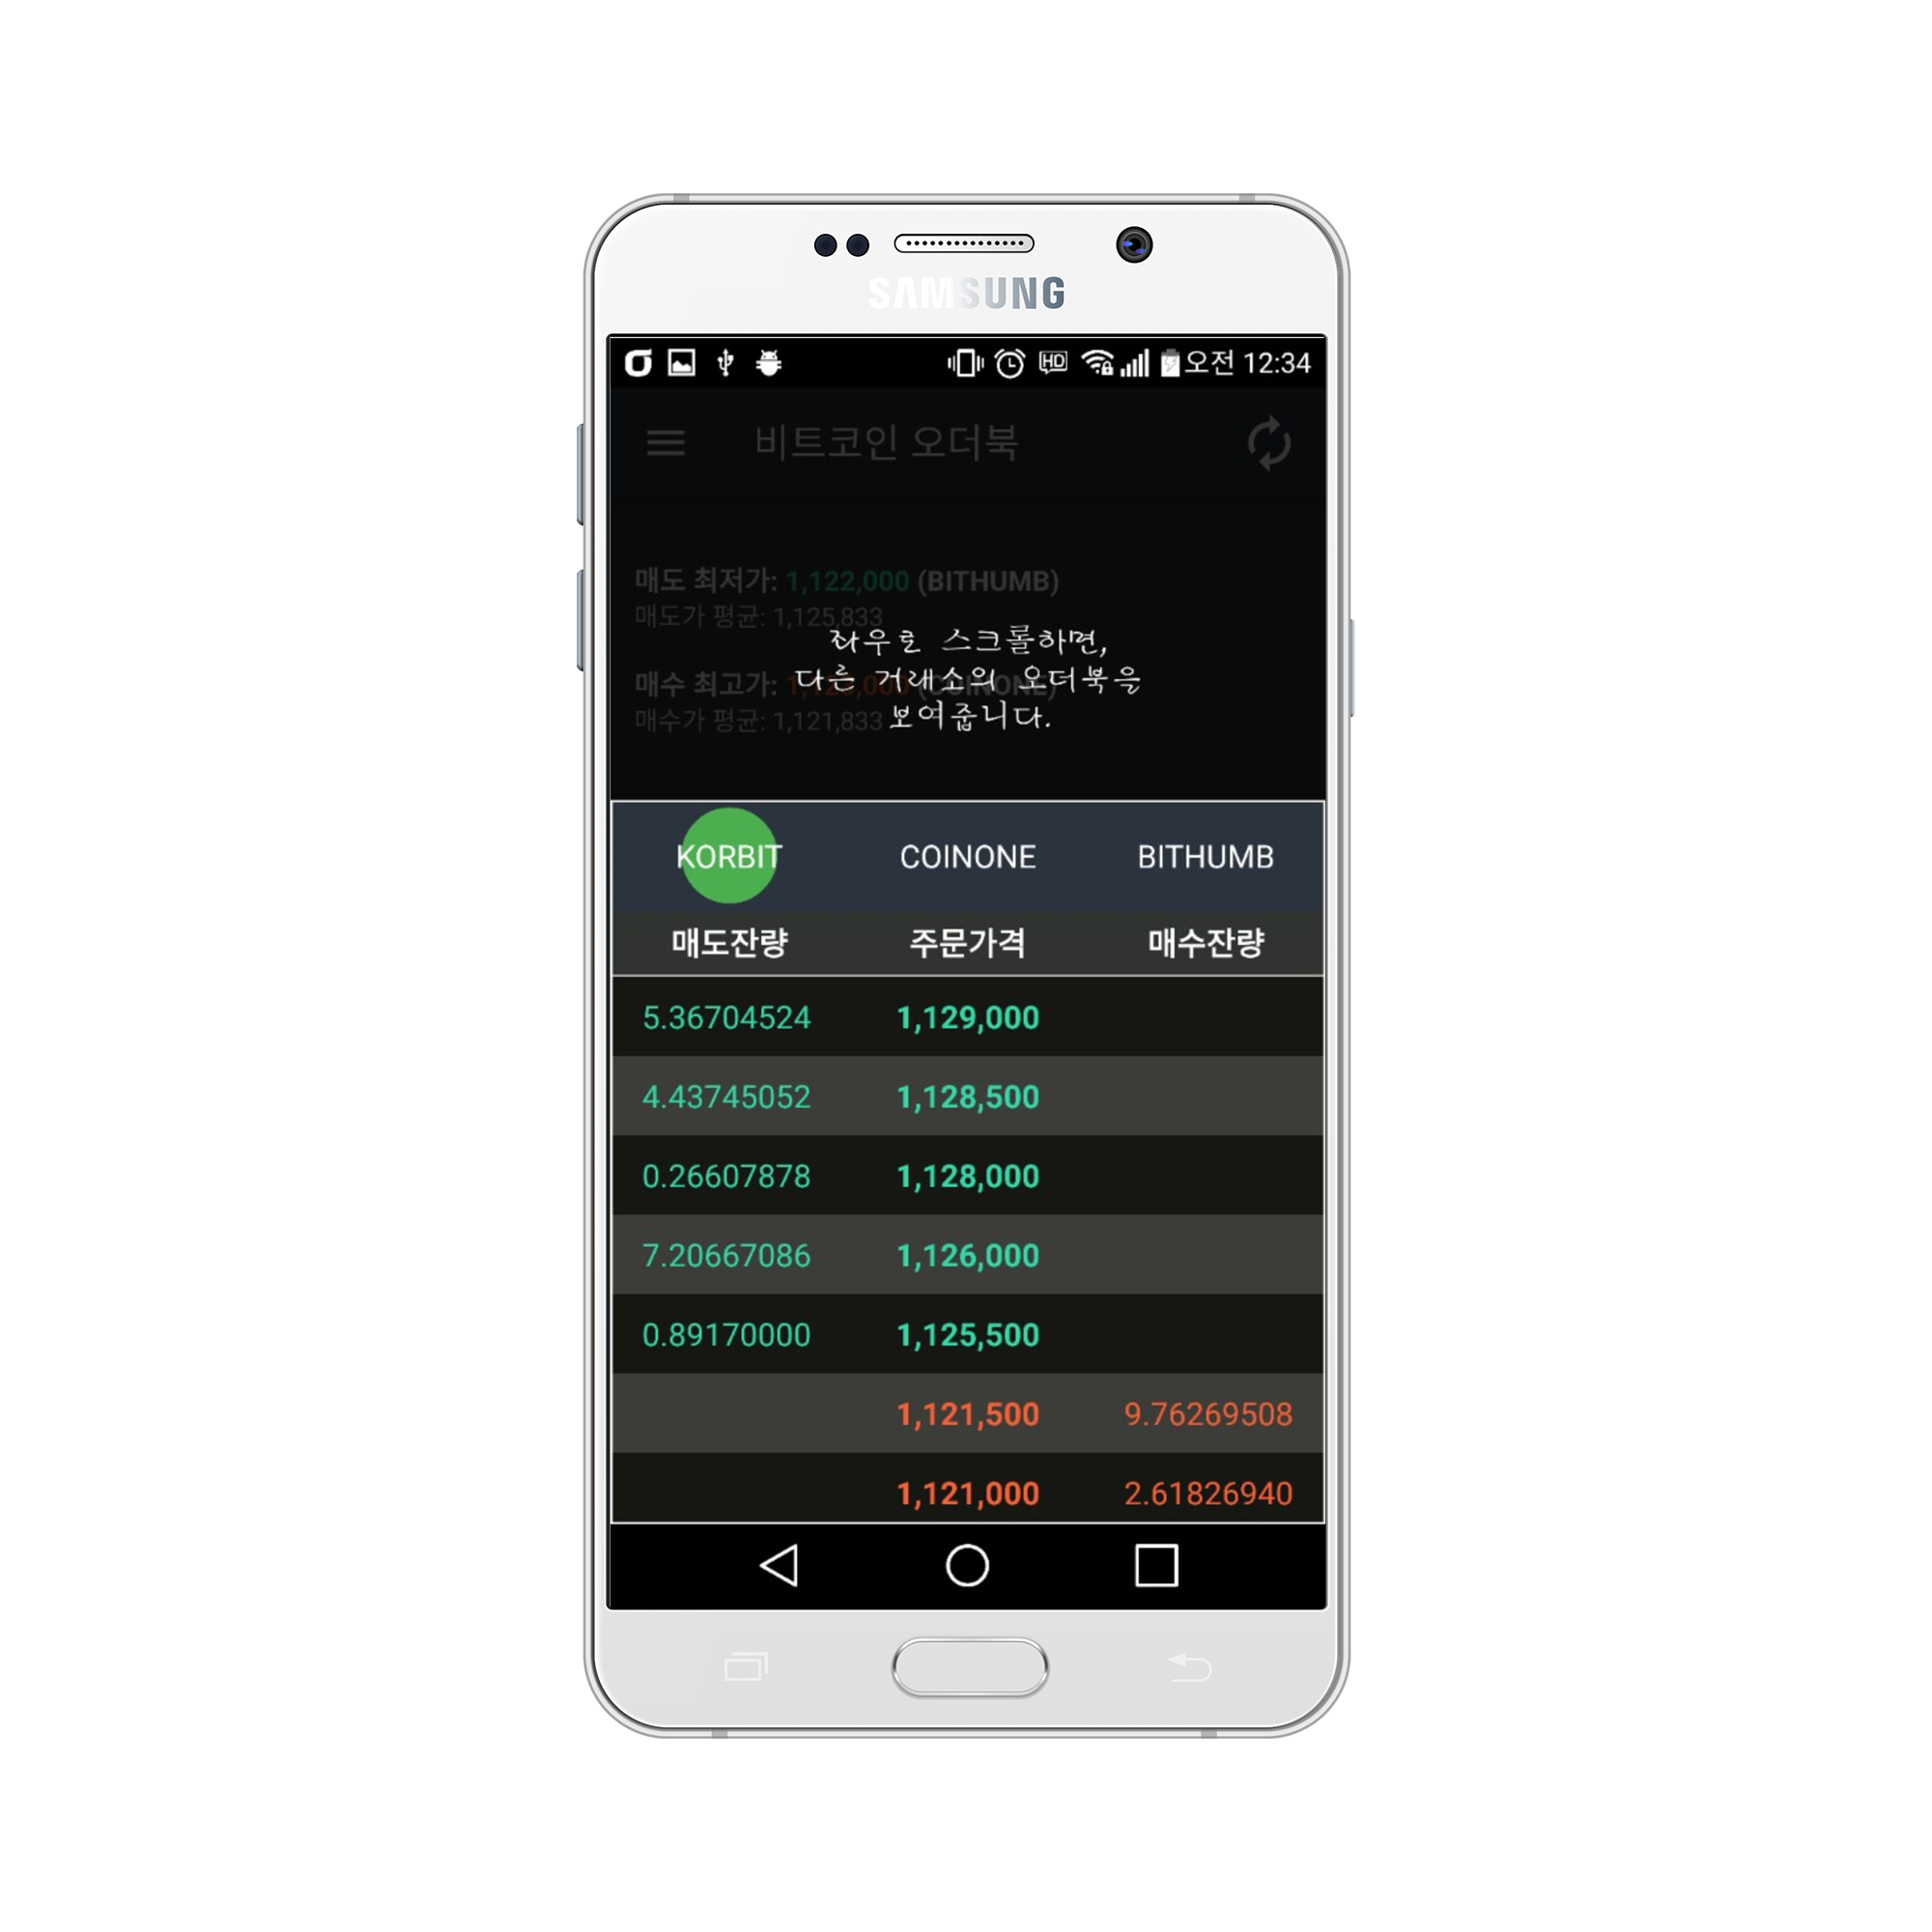 SAMSUNG
HD 오전 12:34
비트코인 오더북
매도 최저가: 1,122,000 (BITHUMB)
매도가 평균: 1,125,833
좌우로 스크롤하면,
다른 거래소의 오더북을
보여줍니다.
매수 최고가: (COINONE)
매수가 평균: 1,121,833
KORBIT COINONE BITHUMB
매도잔량 주문가격 매수잔량
5.36704524 1,129,000
4.43745052 1,128,500
0.26607878 1,128,000
7.20667086 1,126,000
0.89170000 1,125,500
1,121,500 9.76269508
1,121,000 2.61826940